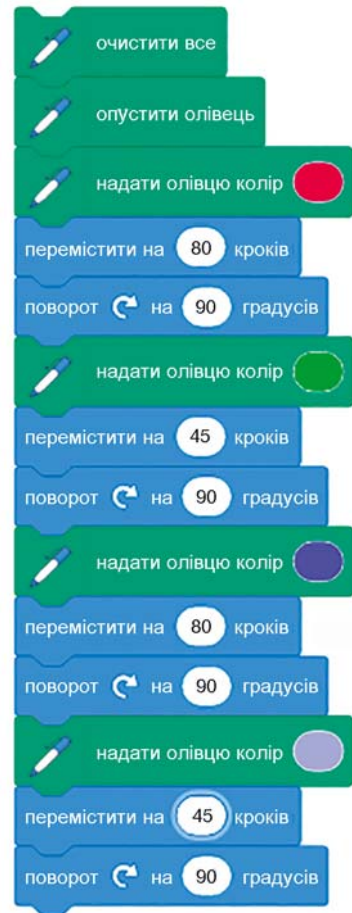 очистити все
опустити олівець
надати олівцю колір
перемістити на 80 кроків
поворот на 90 градусів
надати олівцю колір
перемістити на 45 кроків
поворот на 90 градусів
надати олівцю колір
перемістити на 80 кроків
поворот на 90 градусів
надати олівцю колір
перемістити на 45 кроків
поворот на 90 градусів